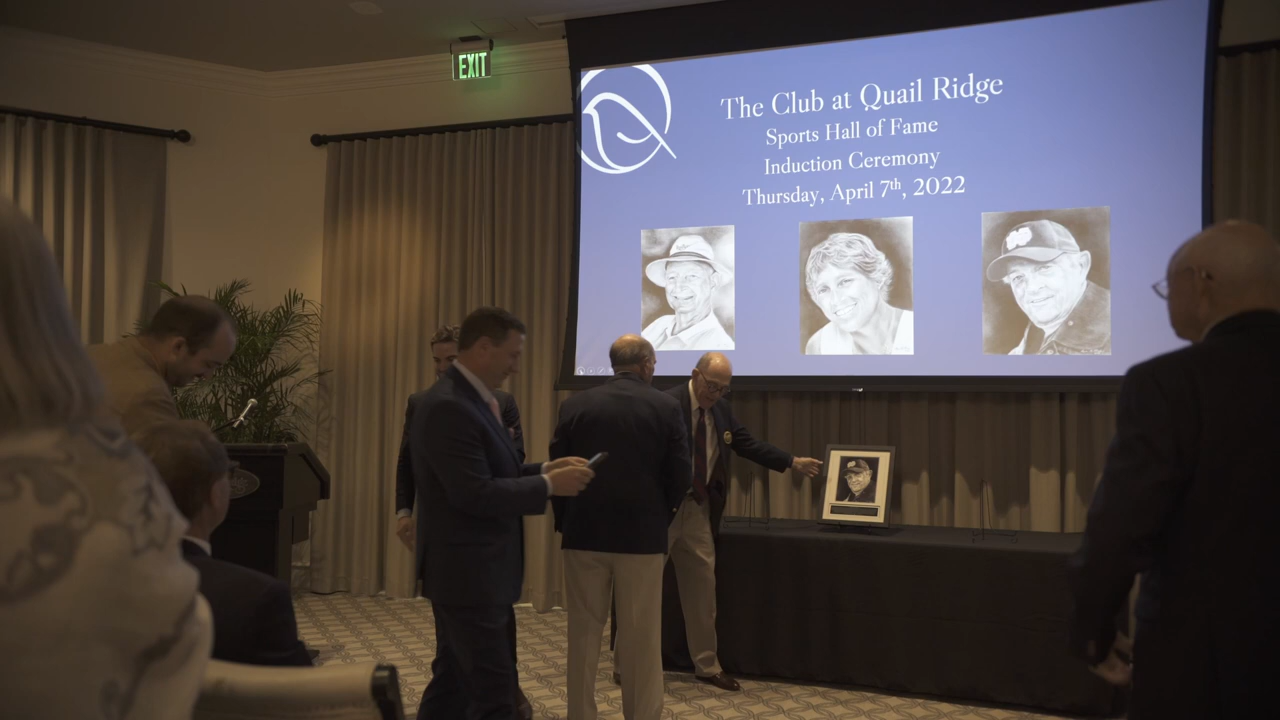 EXIT
The Club at Quail Ridge
Sports Hall of Fame
Induction Ceremony
Thursday, April 7th, 2022